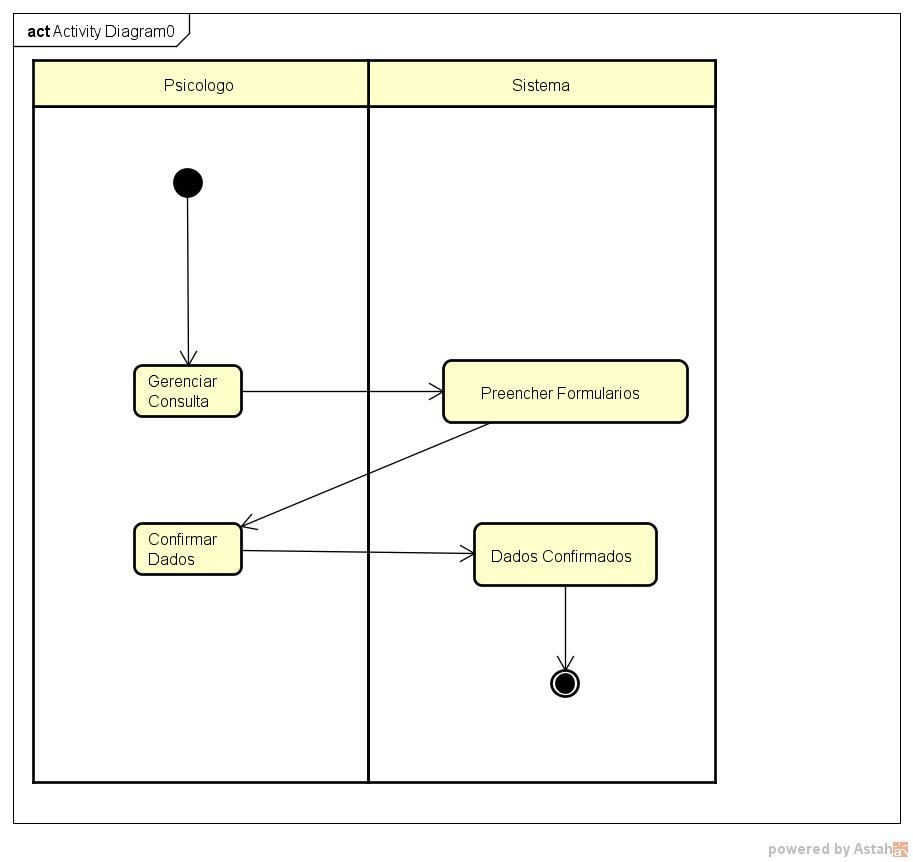 act Activity Diagram0
Psicologo
Sistema
Gerenciar
Consulta
Preencher Formularios
Confirmar
Dados
Dados Confirmados
powered by Astah